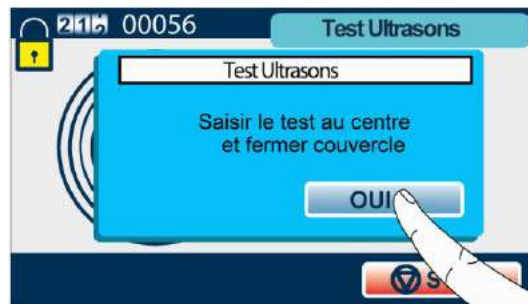 00056
Test Ultrasons
Test Ultrasons
Saisir le test au centre
et fermer couvercle
OUI